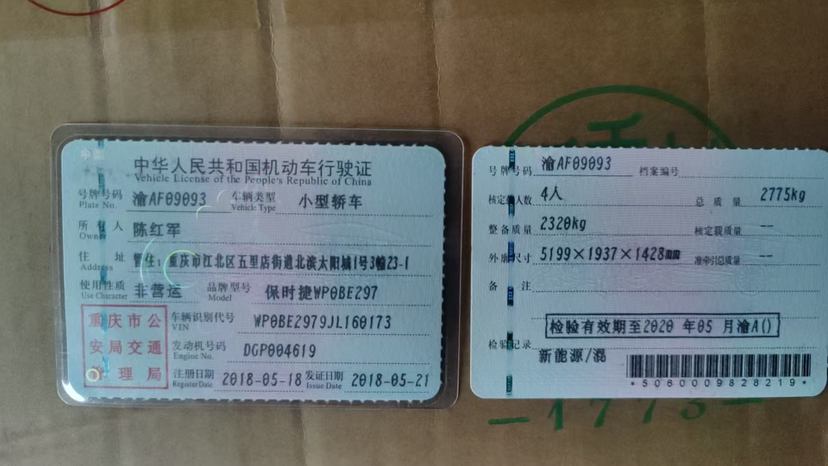 中华人民共和国机动车行驶证
Vehicle License of the People's Republic of China
号牌号码 渝AF09093 车辆类型 小型轿车
Plate No. Vehicle Type
所有人 陈红军
Owner
住址 暂住：重庆市江北区五里店街道北滨太阳城1号3幢23-1
Address
使用性质 非营运 品牌型号 保时捷WP0BE297
Use Character Model
重庆市公安局交通管理局
车辆识别代号 WP0BE2979JL160173
VIN
发动机号码 DGP004619
Engine No.
注册日期 2018-05-18 发证日期 2018-05-21
Register Date Issue Date
号牌号码 渝AF09093 档案编号
核定载人数 4人 总质量 2775kg
整备质量 2320kg 核定载质量 --
外廓尺寸 5199×1937×1428mm 准牵引总质量 --
备注
检验有效期至2020 年05 月渝A()
检验记录
新能源/混
*5060009828219*
-1773-